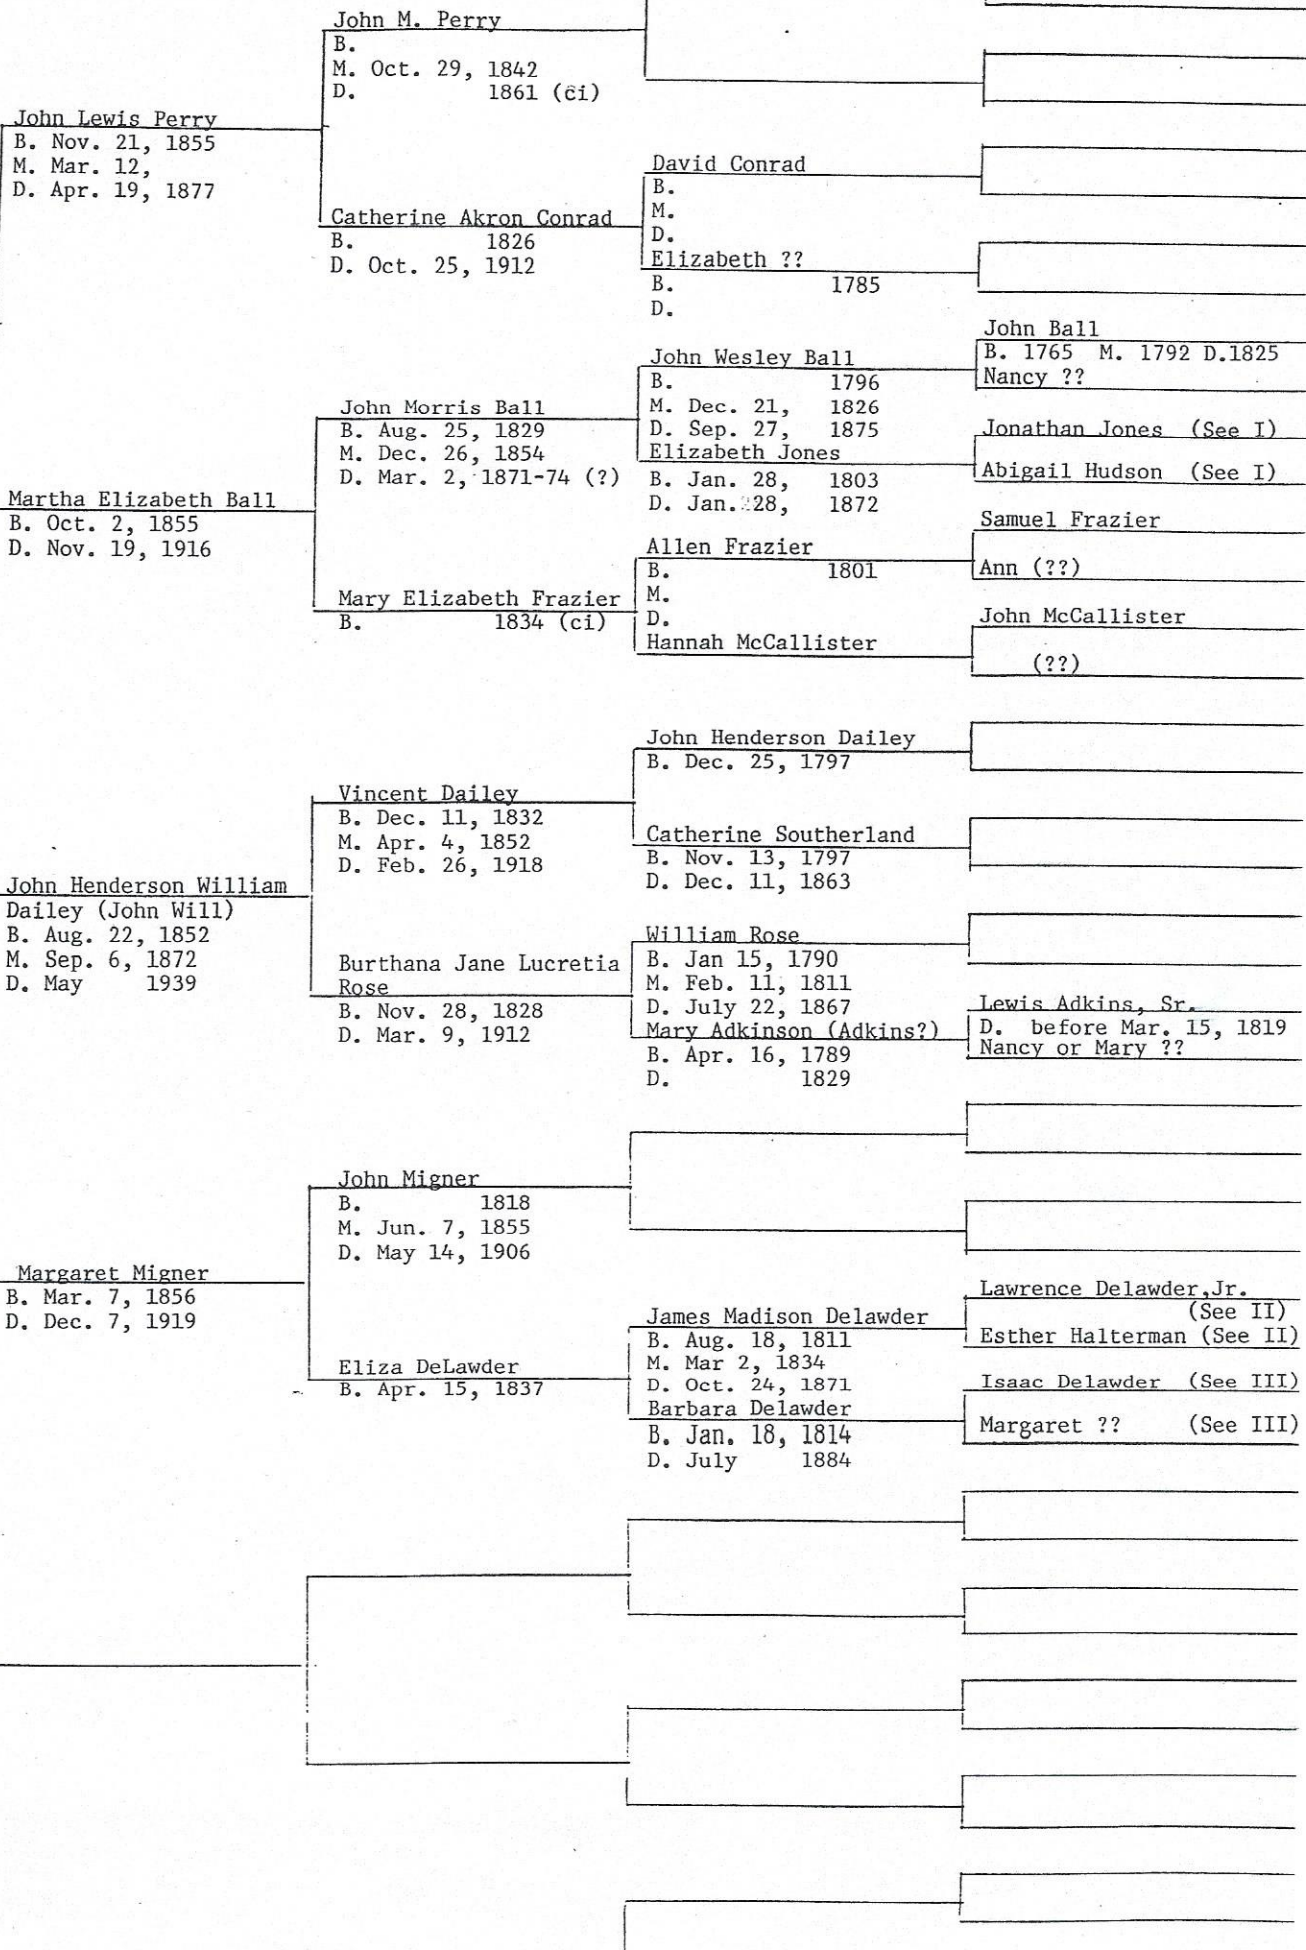 John M. Perry
B.
M. Oct. 29, 1842
D. 1861 (ci)
John Lewis Perry
B. Nov. 21, 1855
M. Mar. 12,
D. Apr. 19, 1877
David Conrad
B.
M.
D.
Catherine Akron Conrad
B. 1826
D. Oct. 25, 1912
Elizabeth ??
B. 1785
D.
John Ball
B. 1765 M. 1792 D.1825
Nancy ??
John Wesley Ball
B. 1796
M. Dec. 21, 1826
D. Sep. 27, 1875
John Morris Ball
B. Aug. 25, 1829
M. Dec. 26, 1854
D. Mar. 2, 1871-74 (?)
Jonathan Jones (See I)
Elizabeth Jones
B. Jan. 28, 1803
D. Jan. 28, 1872
Abigail Hudson (See I)
Martha Elizabeth Ball
B. Oct. 2, 1855
D. Nov. 19, 1916
Samuel Frazier
Allen Frazier
B. 1801
M.
D.
Ann (??)
Mary Elizabeth Frazier
B. 1834 (ci)
John McCallister
Hannah McCallister
(??)
John Henderson Dailey
B. Dec. 25, 1797
Vincent Dailey
B. Dec. 11, 1832
M. Apr. 4, 1852
D. Feb. 26, 1918
Catherine Southerland
B. Nov. 13, 1797
D. Dec. 11, 1863
John Henderson William
Dailey (John Will)
B. Aug. 22, 1852
M. Sep. 6, 1872
D. May 1939
William Rose
B. Jan 15, 1790
M. Feb. 11, 1811
D. July 22, 1867
Burthana Jane Lucretia
Rose
B. Nov. 28, 1828
D. Mar. 9, 1912
Lewis Adkins, Sr.
D. before Mar. 15, 1819
Nancy or Mary ??
Mary Adkinson (Adkins?)
B. Apr. 16, 1789
D. 1829
John Migner
B. 1818
M. Jun. 7, 1855
D. May 14, 1906
Margaret Migner
B. Mar. 7, 1856
D. Dec. 7, 1919
Lawrence Delawder,Jr.
(See II)
Esther Halterman (See II)
James Madison Delawder
B. Aug. 18, 1811
M. Mar 2, 1834
D. Oct. 24, 1871
Eliza DeLawder
B. Apr. 15, 1837
Isaac Delawder (See III)
Barbara Delawder
B. Jan. 18, 1814
D. July 1884
Margaret ?? (See III)